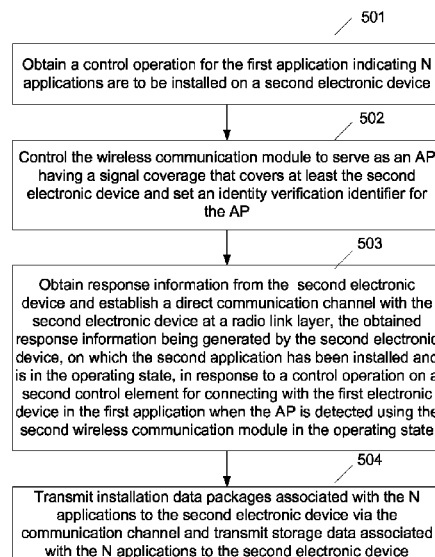 501
Obtain a control operation for the first application indicating N
applications are to be installed on a second electronic device
502
Control the wireless communication module to serve as an AP
having a signal coverage that covers at least the second
electronic device and set an identity verification identifier for
the AP
503
Obtain response information from the second electronic
device and establish a direct communication channel with the
second electronic device at a radio link layer, the obtained
response information being generated by the second electronic
device, on which the second application has been installed and
is in the operating state, in response to a control operation on a
second control element for connecting with the first electronic
device in the first application when the AP is detected using the
second wireless communication module in the operating state
504
Transmit installation data packages associated with the N
applications to the second electronic device via the
communication channel and transmit storage data associated
with the N applications to the second electronic device